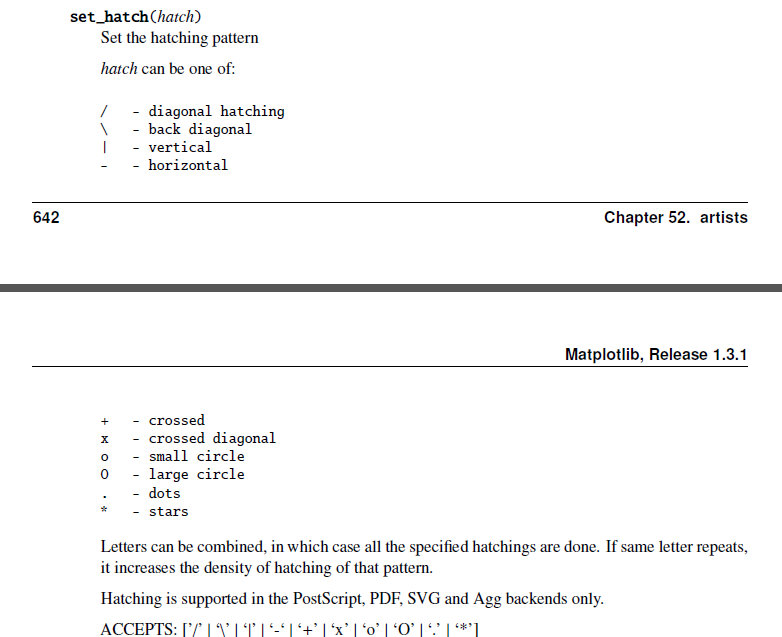 set_hatch(hatch)
Set the hatching pattern
hatch can be one of:
/ - diagonal hatching
\ - back diagonal
| - vertical
- - horizontal
642 Chapter 52. artists
Matplotlib, Release 1.3.1
+ - crossed
x - crossed diagonal
o - small circle
O - large circle
. - dots
* - stars
Letters can be combined, in which case all the specified hatchings are done. If same letter repeats,
it increases the density of hatching of that pattern.
Hatching is supported in the PostScript, PDF, SVG and Agg backends only.
ACCEPTS: ['/' | '\' | '|' | '-' | '+' | 'x' | 'o' | 'O' | '.' | '*']